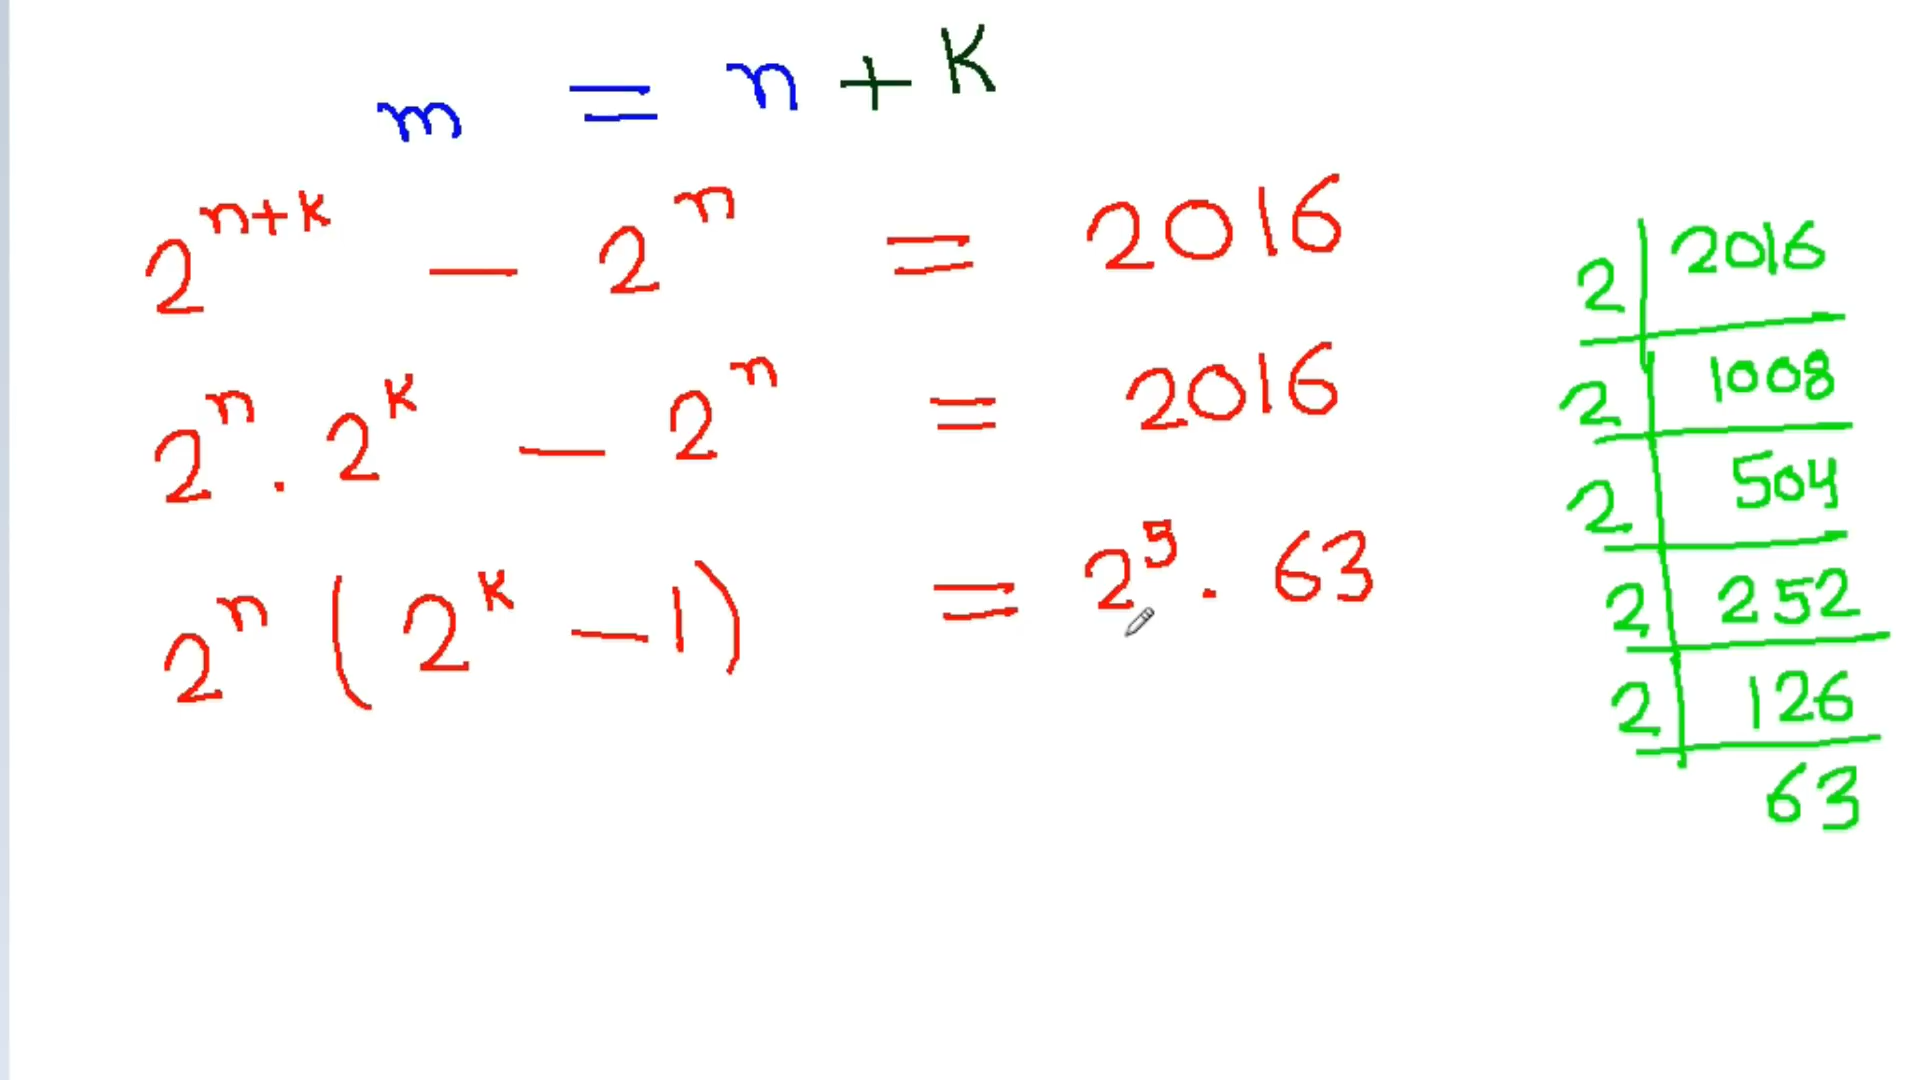 m = n + K
2^{n+k} - 2^n = 2016
2^n . 2^k - 2^n = 2016
2^n (2^k - 1) = 2^5 . 63
2 | 2016
2 | 1008
2 | 504
2 | 252
2 | 126
63